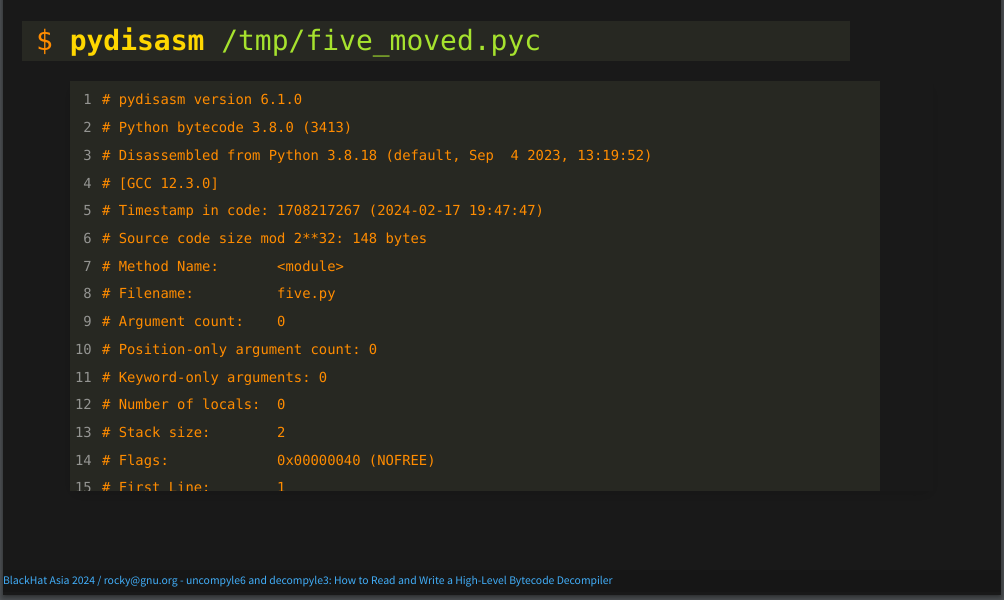 $ pydisasm /tmp/five_moved.pyc
1 # pydisasm version 6.1.0
2 # Python bytecode 3.8.0 (3413)
3 # Disassembled from Python 3.8.18 (default, Sep  4 2023, 13:19:52)
4 # [GCC 12.3.0]
5 # Timestamp in code: 1708217267 (2024-02-17 19:47:47)
6 # Source code size mod 2**32: 148 bytes
7 # Method Name:       <module>
8 # Filename:          five.py
9 # Argument count:    0
10 # Position-only argument count: 0
11 # Keyword-only arguments: 0
12 # Number of locals:  0
13 # Stack size:        2
14 # Flags:             0x00000040 (NOFREE)
15 # First Line:        1
BlackHat Asia 2024 / rocky@gnu.org - uncompyle6 and decompyle3: How to Read and Write a High-Level Bytecode Decompiler